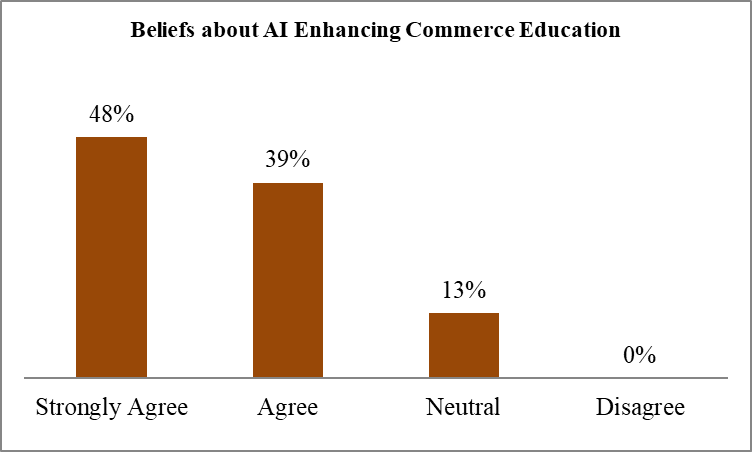 Beliefs about AI Enhancing Commerce Education
48%
39%
13%
0%
Strongly Agree
Agree
Neutral
Disagree